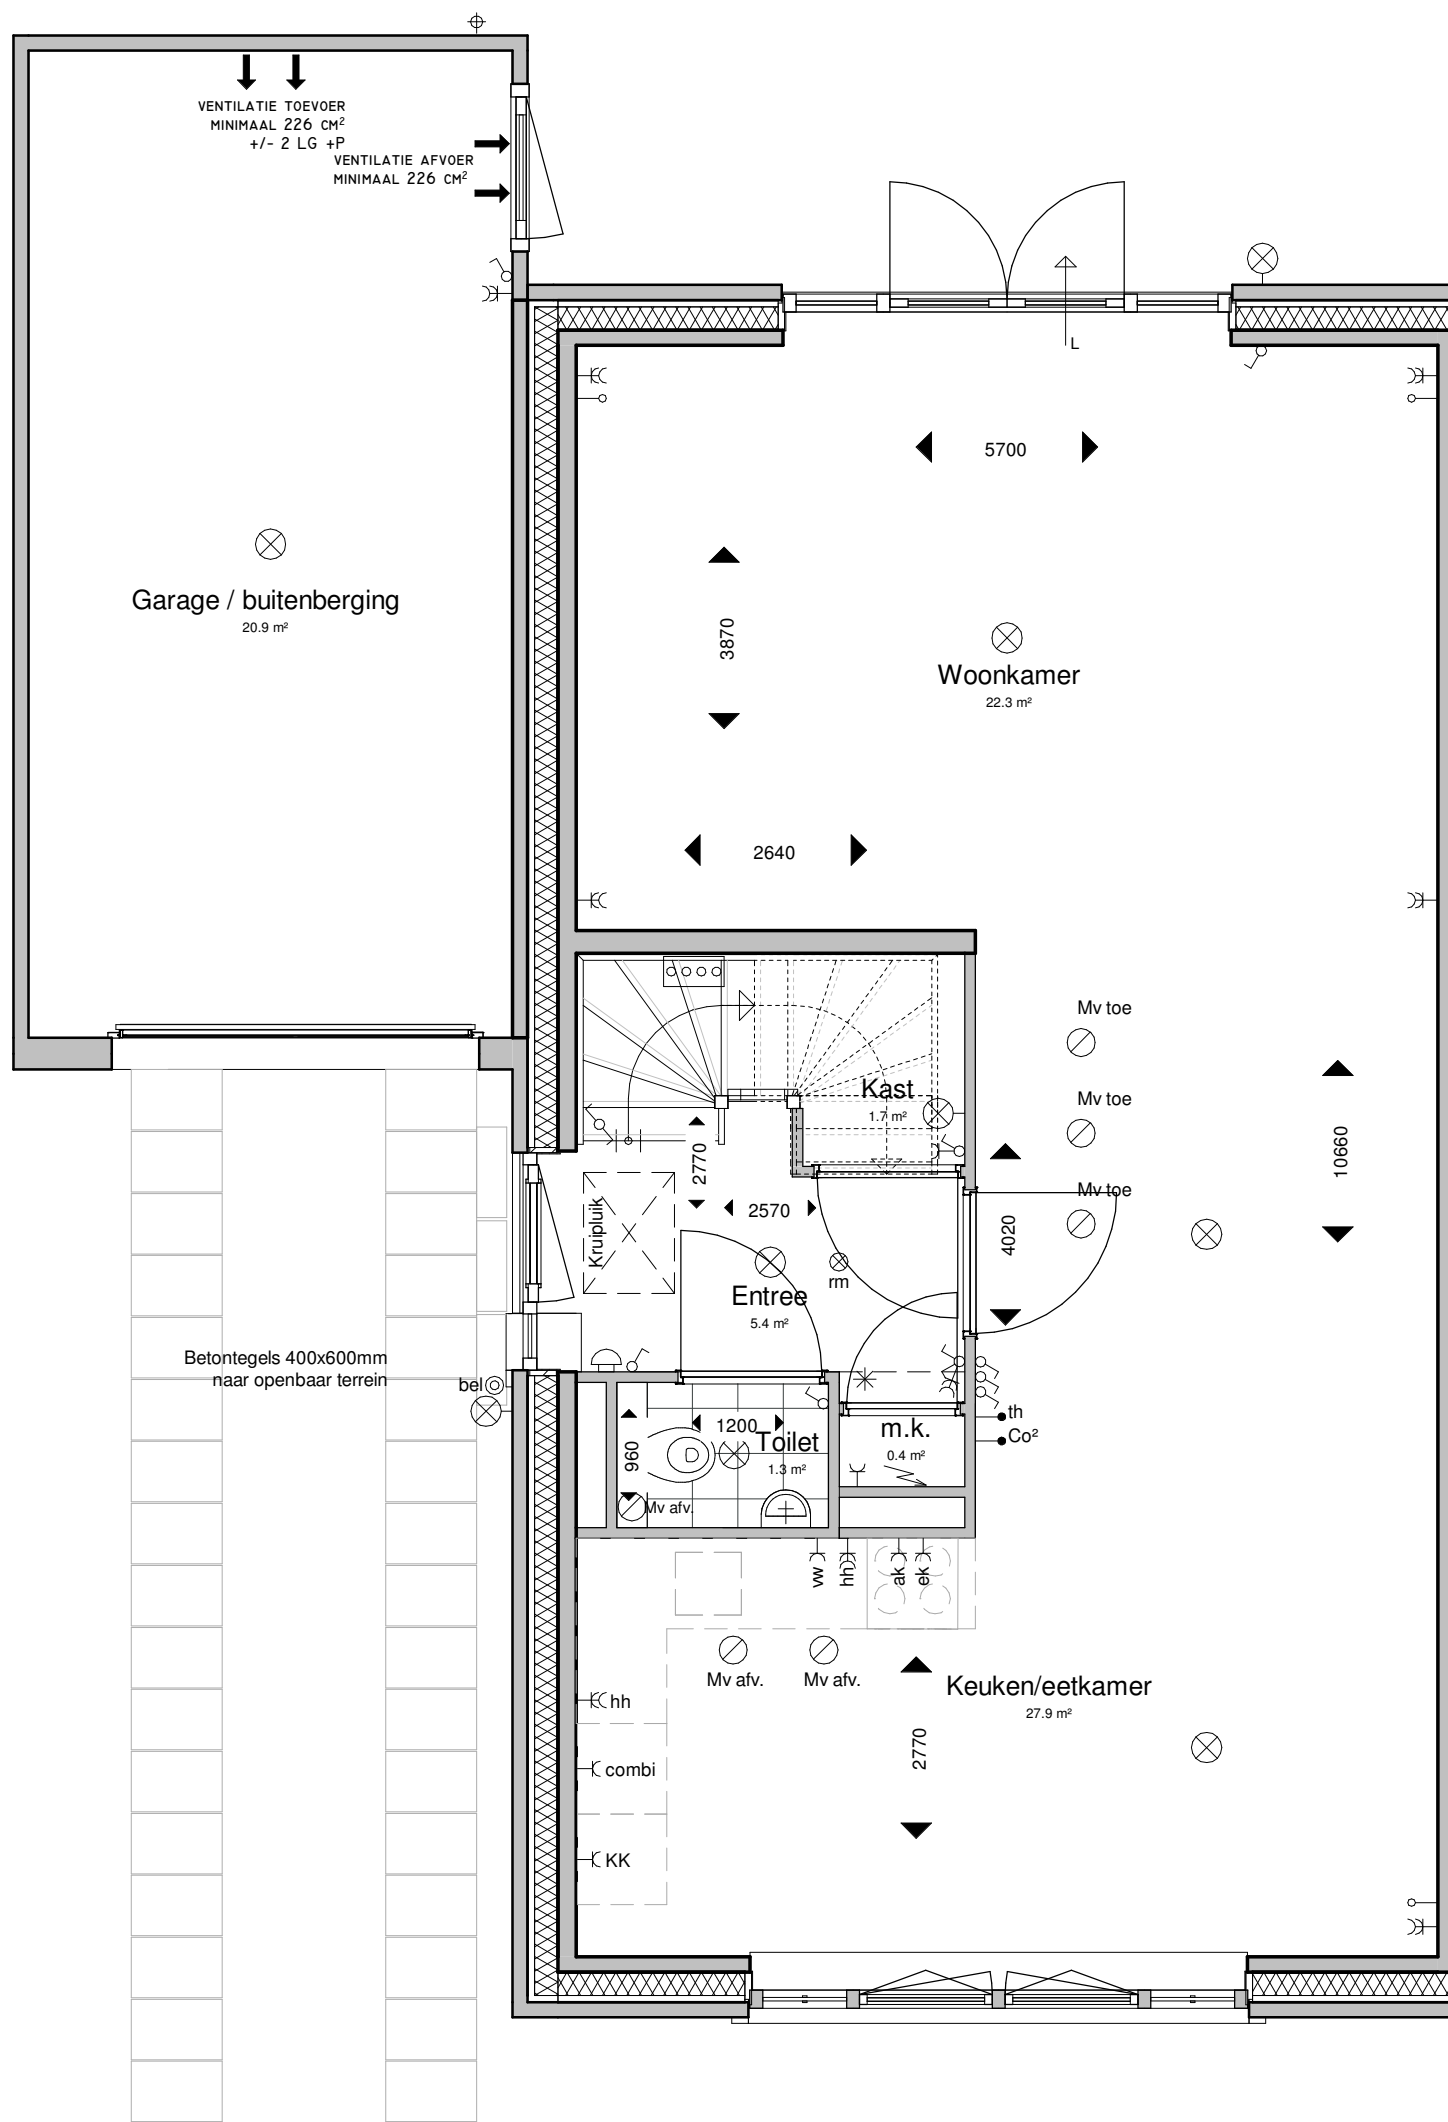 VENTILATIE TOEVOER
MINIMAAL 226 CM²
+/- 2 LG +P
VENTILATIE AFVOER
MINIMAAL 226 CM²
L
5700
Garage / buitenberging
20.9 m²
3870
Woonkamer
22.3 m²
2640
Mv toe
Kast
1.7 m²
Mv toe
10660
2770
Mv toe
2570
4020
Kruipluik
rm
Entree
5.4 m²
Betontegels 400x600mm
naar openbaar terrein
bel
th
Co²
1200
960
Toilet
1.3 m²
m.k.
0.4 m²
Mv afv.
vw
hh
ak
ek
Mv afv.
Mv afv.
Keuken/eetkamer
27.9 m²
hh
2770
combi
KK